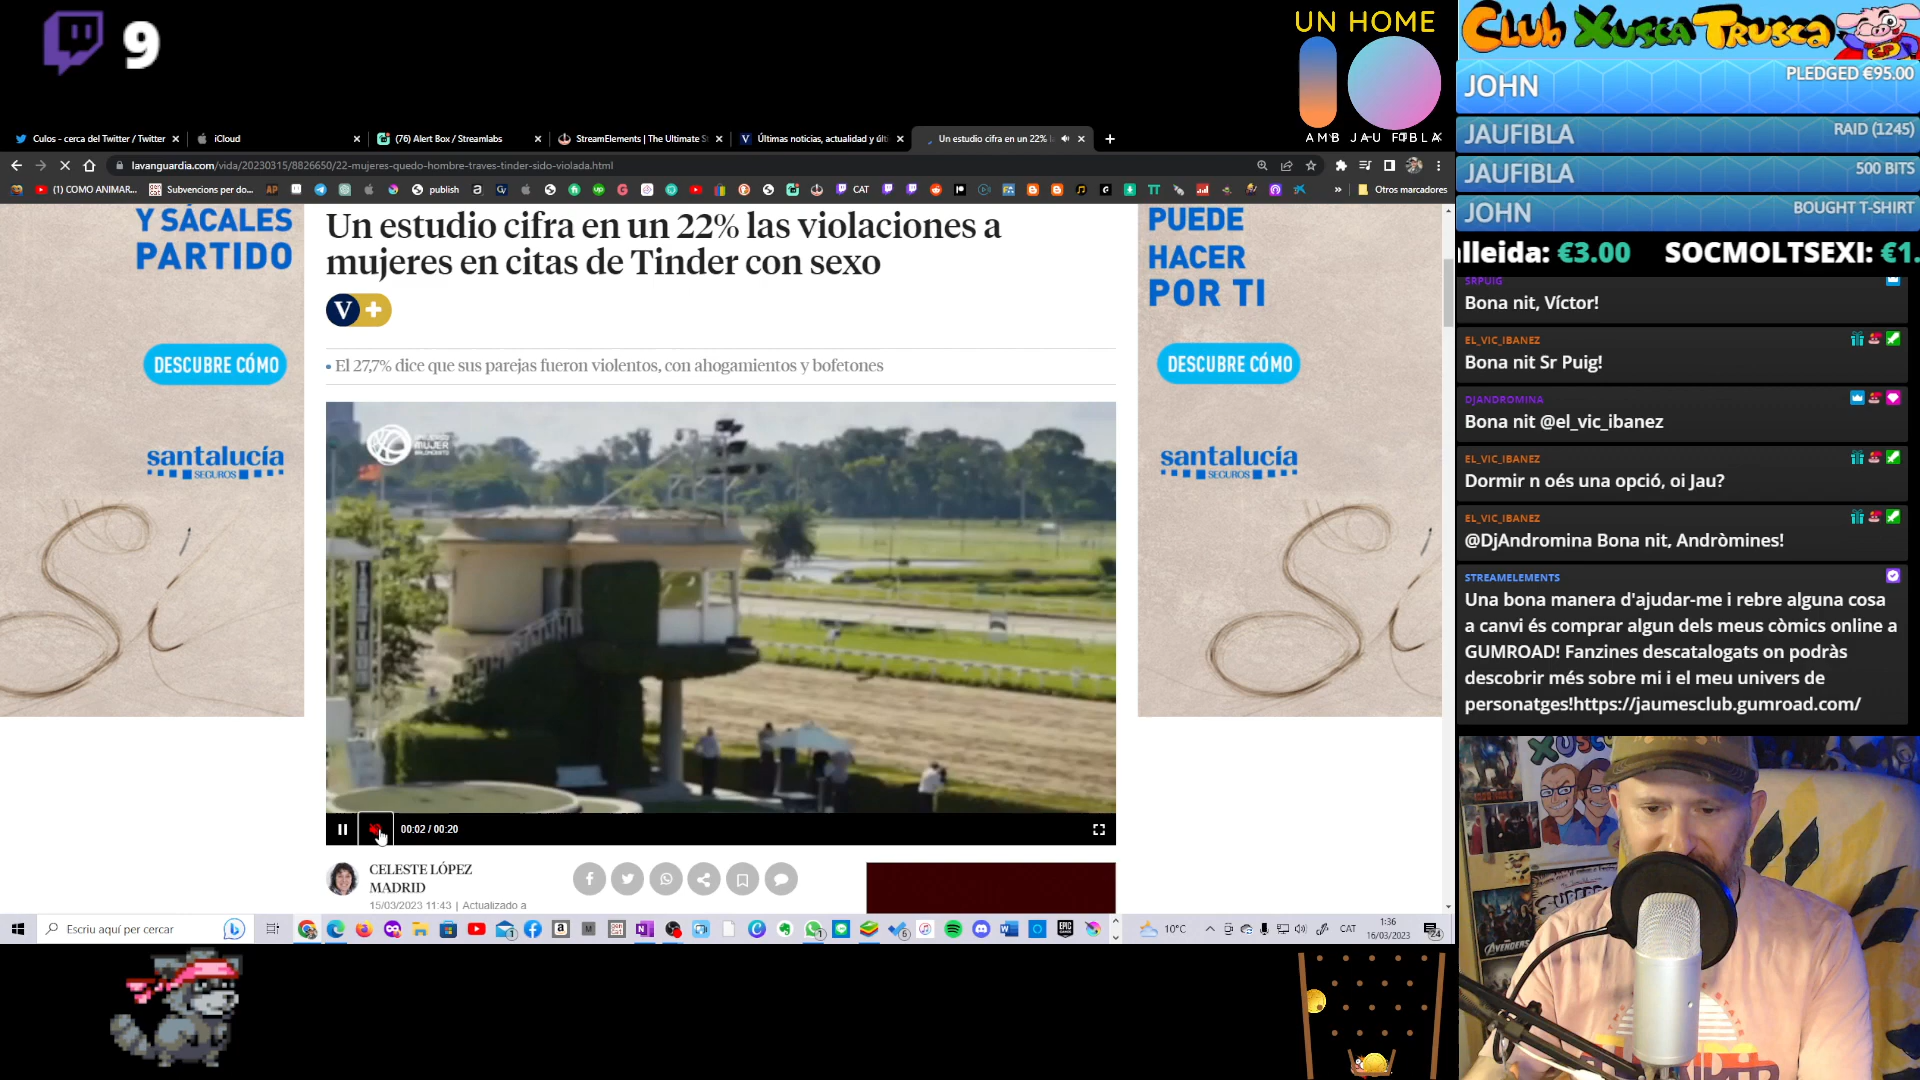 9
UN HOME
AMB JAU FIBLA
Club Xusca Trusca
JOHN
PLEDGED €95.00
JAUFIBLA
RAID (1245)
JAUFIBLA
500 BITS
JOHN
BOUGHT T-SHIRT
lleida: €3.00 SOCMOLTSEXI: €1.
Culos - cerca del Twitter / Twitter
iCloud
(76) Alert Box / Streamlabs
StreamElements | The Ultimate S
Últimas noticias, actualidad y últi
Un estudio cifra en un 22% l
lavanguardia.com/vida/20230315/8826650/22-mujeres-quedo-hombre-traves-tinder-sido-violada.html
(1) COMO ANIMAR...
Subvencions per do...
publish
CAT
Otros marcadores
Y SÁCALES
PARTIDO
DESCUBRE CÓMO
santalucía
SEGUROS
Si
Un estudio cifra en un 22% las violaciones a
mujeres en citas de Tinder con sexo
V +
• El 27,7% dice que sus parejas fueron violentos, con ahogamientos y bofetones
MUJER
00:02 / 00:20
CELESTE LÓPEZ
MADRID
15/03/2023 11:43 | Actualizado a
PUEDE
HACER
POR TI
DESCUBRE CÓMO
santalucía
SEGUROS
Si
SRPUIG
Bona nit, Víctor!
EL_VIC_IBANEZ
Bona nit Sr Puig!
DJANDROMINA
Bona nit @el_vic_ibanez
EL_VIC_IBANEZ
Dormir n oés una opció, oi Jau?
EL_VIC_IBANEZ
@DjAndromina Bona nit, Andròmines!
STREAMELEMENTS
Una bona manera d'ajudar-me i rebre alguna cosa
a canvi és comprar algun dels meus còmics online a
GUMROAD! Fanzines descatalogats on podràs
descobrir més sobre mi i el meu univers de
personatges!https://jaumesclub.gumroad.com/
Escriu aquí per cercar
10°C
CAT
1:36
16/03/2023
XUSC
AVENGERS